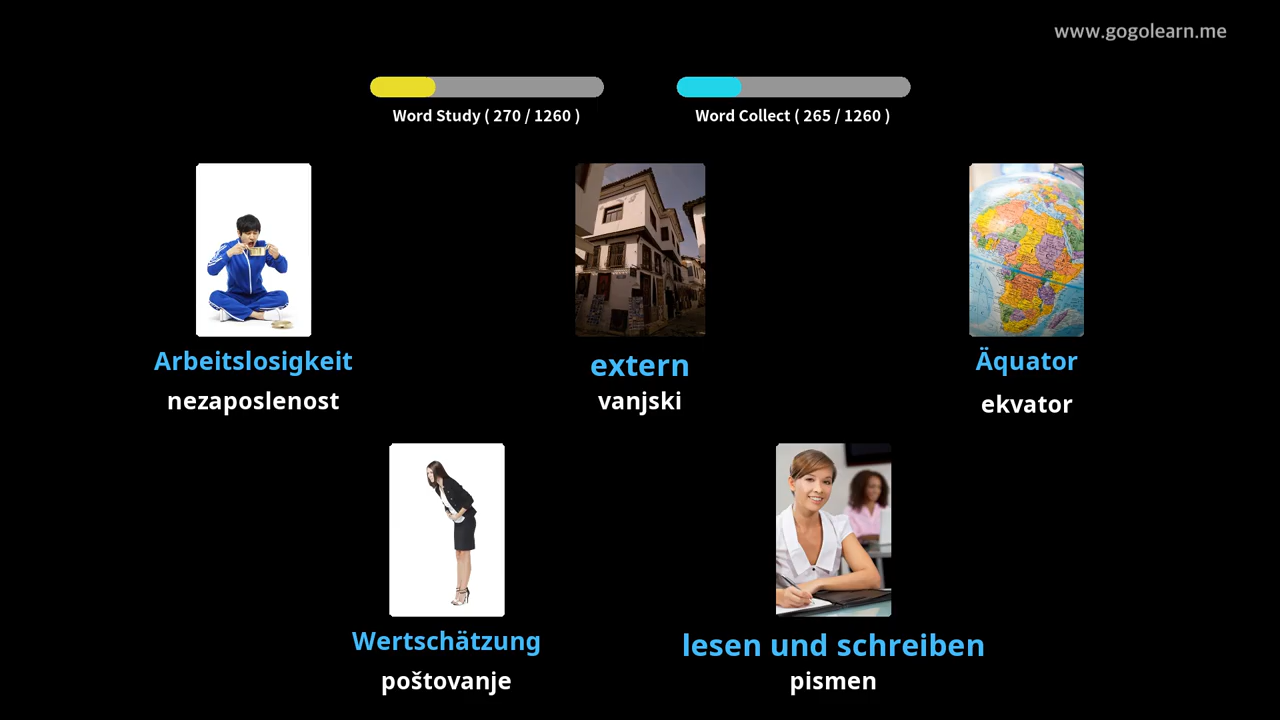 www.gogolearn.me
Word Study ( 270 / 1260 )
Word Collect ( 265 / 1260 )
Arbeitslosigkeit
nezaposlenost
extern
vanjski
Äquator
ekvator
Wertschätzung
poštovanje
lesen und schreiben
pismen